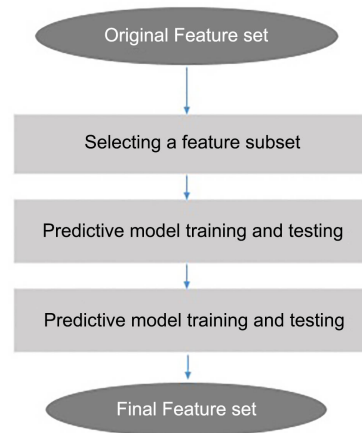 Original Feature set
Selecting a feature subset
Predictive model training and testing
Predictive model training and testing
Final Feature set